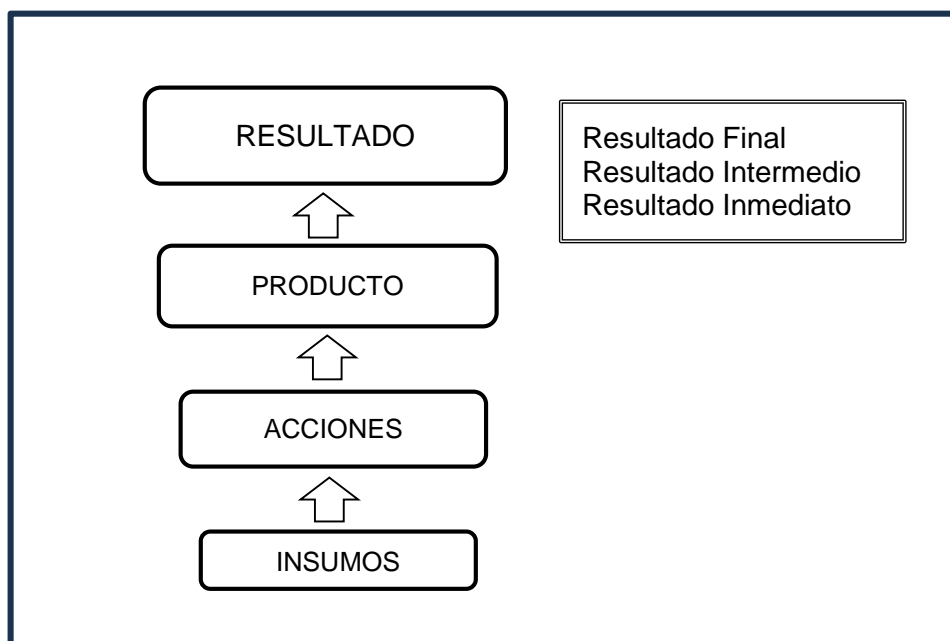 RESULTADO
Resultado Final
Resultado Intermedio
Resultado Inmediato
PRODUCTO
ACCIONES
INSUMOS